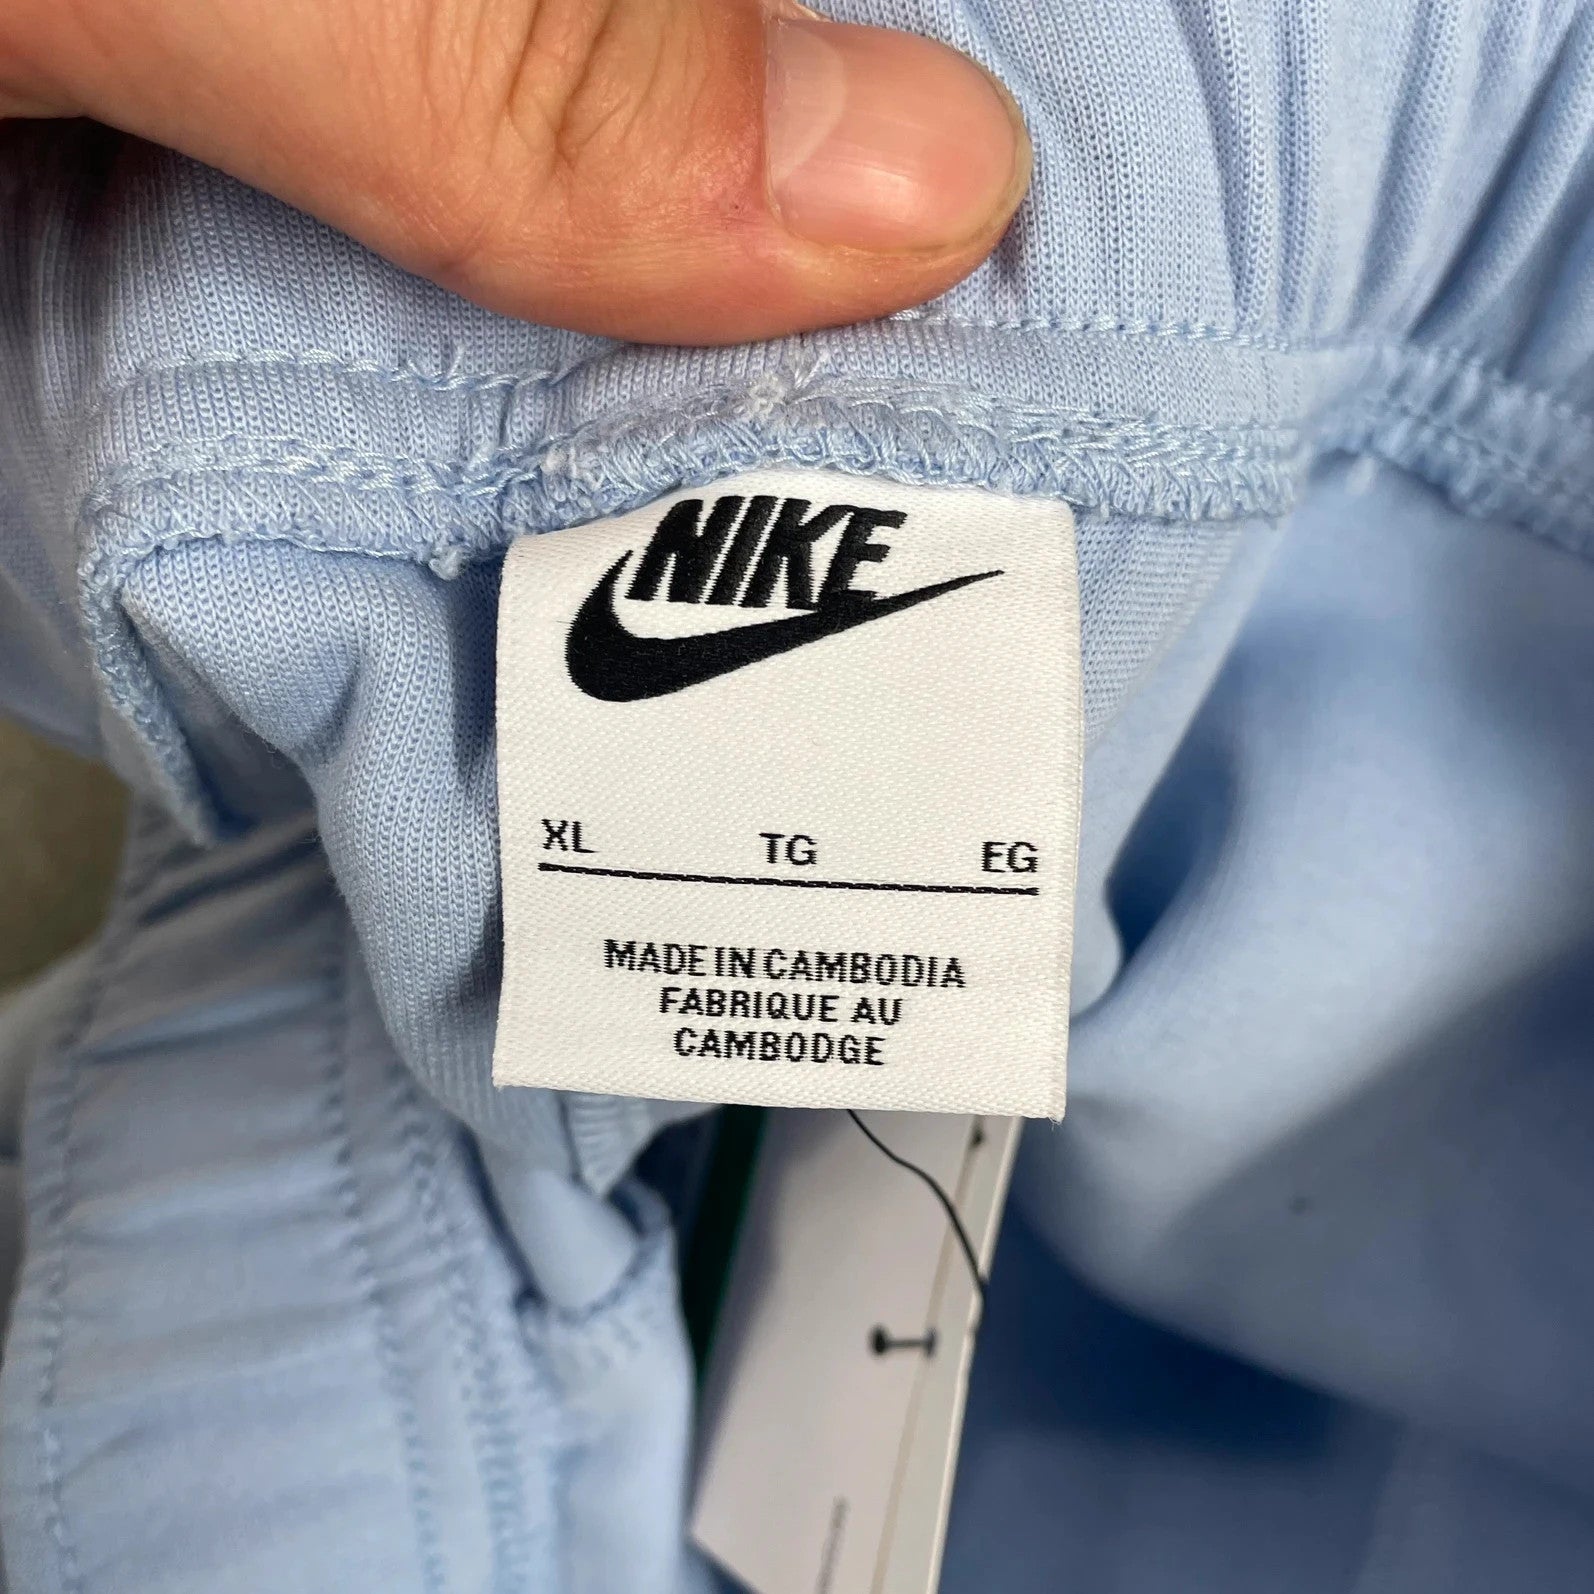 NIKE
XL TG EG
MADE IN CAMBODIA
FABRIQUE AU
CAMBODGE